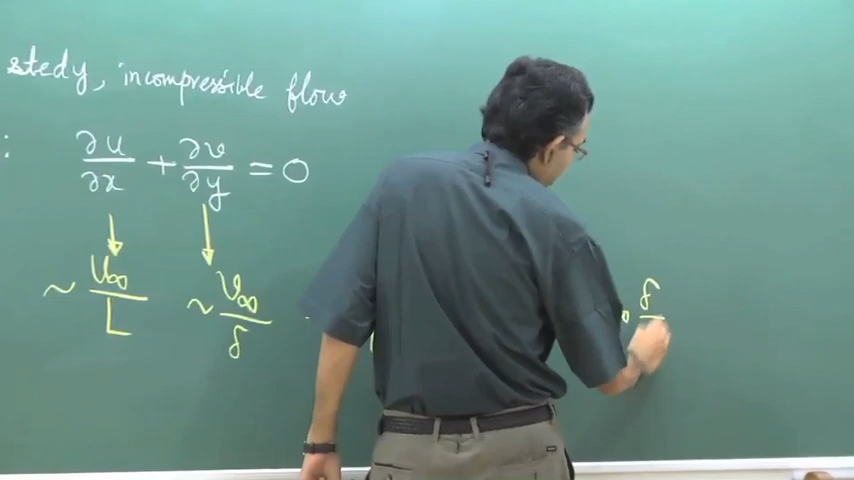 stedy, incompressible flow
: ∂u/∂x + ∂v/∂y = 0
~ U∞/L ~ v∞/δ
δ